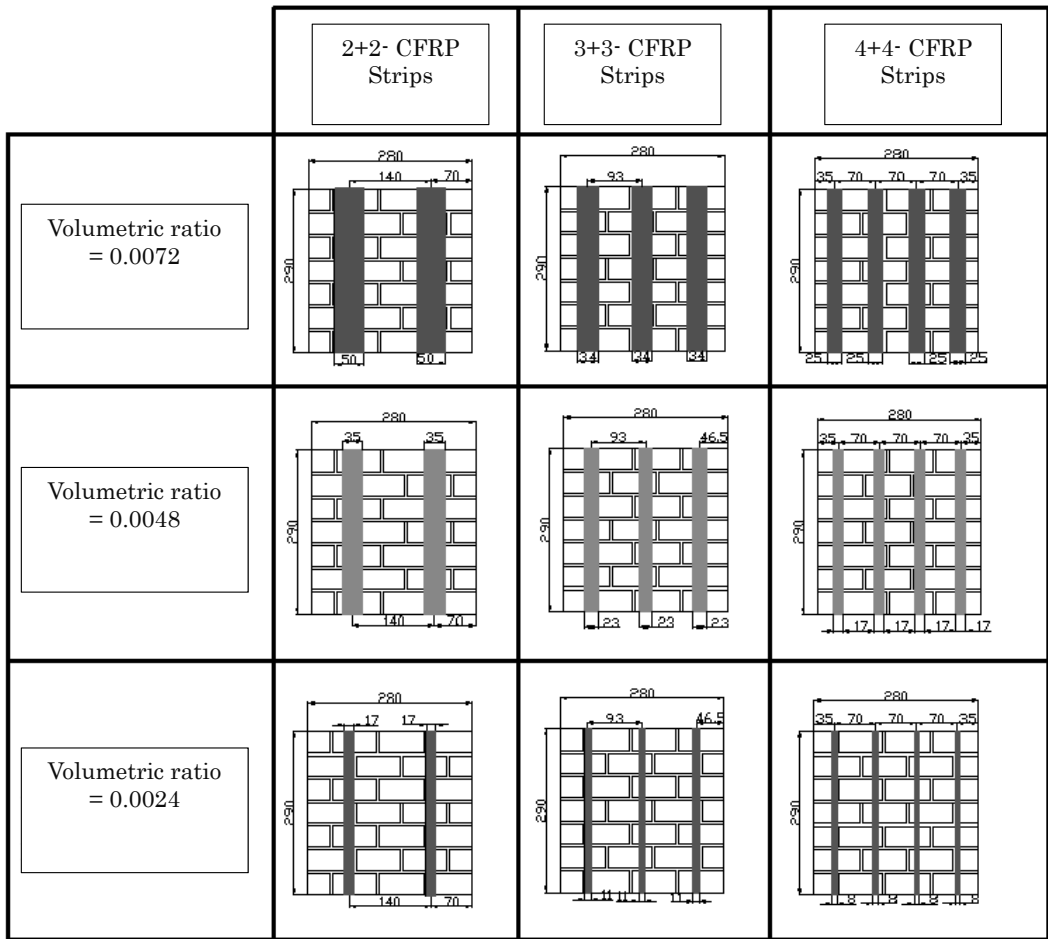 2+2- CFRP
Strips
3+3- CFRP
Strips
4+4- CFRP
Strips
Volumetric ratio
= 0.0072
280
140 70
290
50 50
280
93
290
34 34 34
280
35 70 70 70 35
290
25 25 25 25
Volumetric ratio
= 0.0048
280
35 35
290
140 70
280
93 46.5
290
23 23 23
280
35 70 70 70 35
290
17 17 17 17
Volumetric ratio
= 0.0024
280
17 17
290
140 70
280
93 46.5
290
11 11 11
280
35 70 70 70 35
290
8 8 8 8